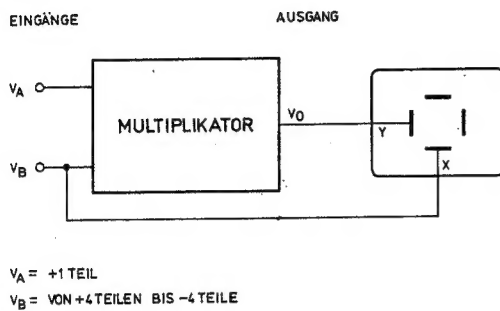 EINGÄNGE
AUSGANG
VA
MULTIPLIKATOR
VO
Y
VB
X
VA = +1 TEIL
VB = VON +4 TEILEN BIS -4 TEILE